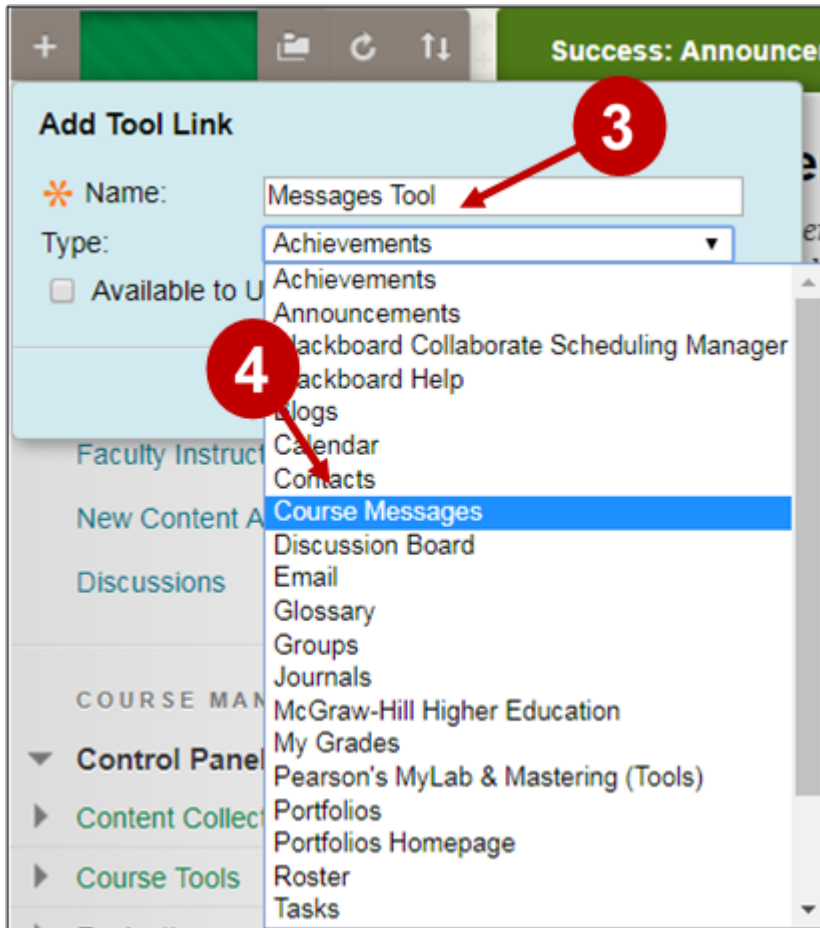 +
Success: Announce
Add Tool Link
3
Name: Messages Tool
Type: Achievements
Available to U
Achievements
Announcements
lackboard Collaborate Scheduling Manager
4
ackboard Help
Blogs
Calendar
Faculty Instruct
Contacts
New Content A
Course Messages
Discussion Board
Discussions
Email
Glossary
Groups
Journals
COURSE MAN
McGraw-Hill Higher Education
My Grades
Control Panel
Pearson's MyLab & Mastering (Tools)
Content Collect
Portfolios
Portfolios Homepage
Course Tools
Roster
Tasks